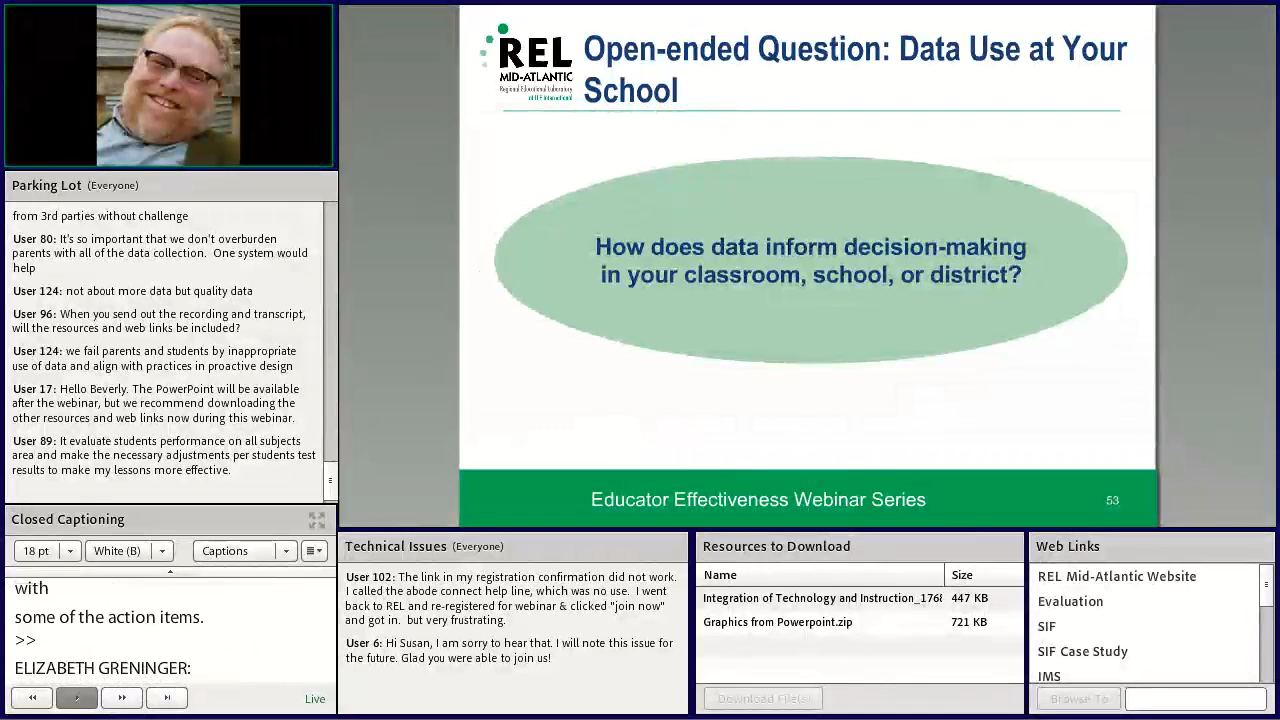 REL
MID-ATLANTIC
Regional Educational Laboratory
at ICF International
Open-ended Question: Data Use at Your
School
How does data inform decision-making
in your classroom, school, or district?
Educator Effectiveness Webinar Series
53
Parking Lot (Everyone)
from 3rd parties without challenge
User 80: It's so important that we don't overburden
parents with all of the data collection. One system would
help
User 124: not about more data but quality data
User 96: When you send out the recording and transcript,
will the resources and web links be included?
User 124: we fail parents and students by inappropriate
use of data and align with practices in proactive design
User 17: Hello Beverly. The PowerPoint will be available
after the webinar, but we recommend downloading the
other resources and web links now during this webinar.
User 89: It evaluate students performance on all subjects
area and make the necessary adjustments per students test
results to make my lessons more effective.
Closed Captioning
18 pt
White (B)
Captions
with
some of the action items.
>>
ELIZABETH GRENINGER:
Live
Technical Issues (Everyone)
User 102: The link in my registration confirmation did not work.
I called the abode connect help line, which was no use. I went
back to REL and re-registered for webinar & clicked "join now"
and got in. but very frustrating.
User 6: Hi Susan, I am sorry to hear that. I will note this issue for
the future. Glad you were able to join us!
Resources to Download
Name Size
Integration of Technology and Instruction_1768 447 KB
Graphics from Powerpoint.zip 721 KB
Download File(s)
Web Links
REL Mid-Atlantic Website
Evaluation
SIF
SIF Case Study
IMS
Browse To